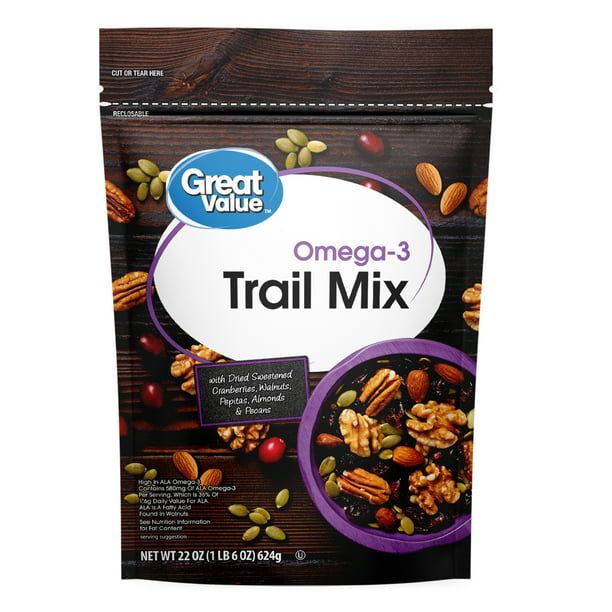 CUT OR TEAR HERE
RECLOSABLE
Great
Value™
Omega-3
Trail Mix
with Dried Sweetened
Cranberries, Walnuts,
Pepitas, Almonds
& Pecans
High In ALA Omega-3
Contains 580mg Of ALA Omega-3
Per Serving, Which Is 36% Of
1.6g Daily Value For ALA.
ALA Is A Fatty Acid
Found In Walnuts.
See Nutrition Information
for Fat Content
serving suggestion
NET WT 22 OZ (1 LB 6 OZ) 624g
U